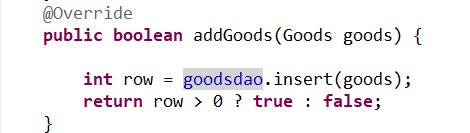 @Override
public boolean addGoods(Goods goods) {
int row = goodsdao.insert(goods);
return row > 0 ? true : false;
}